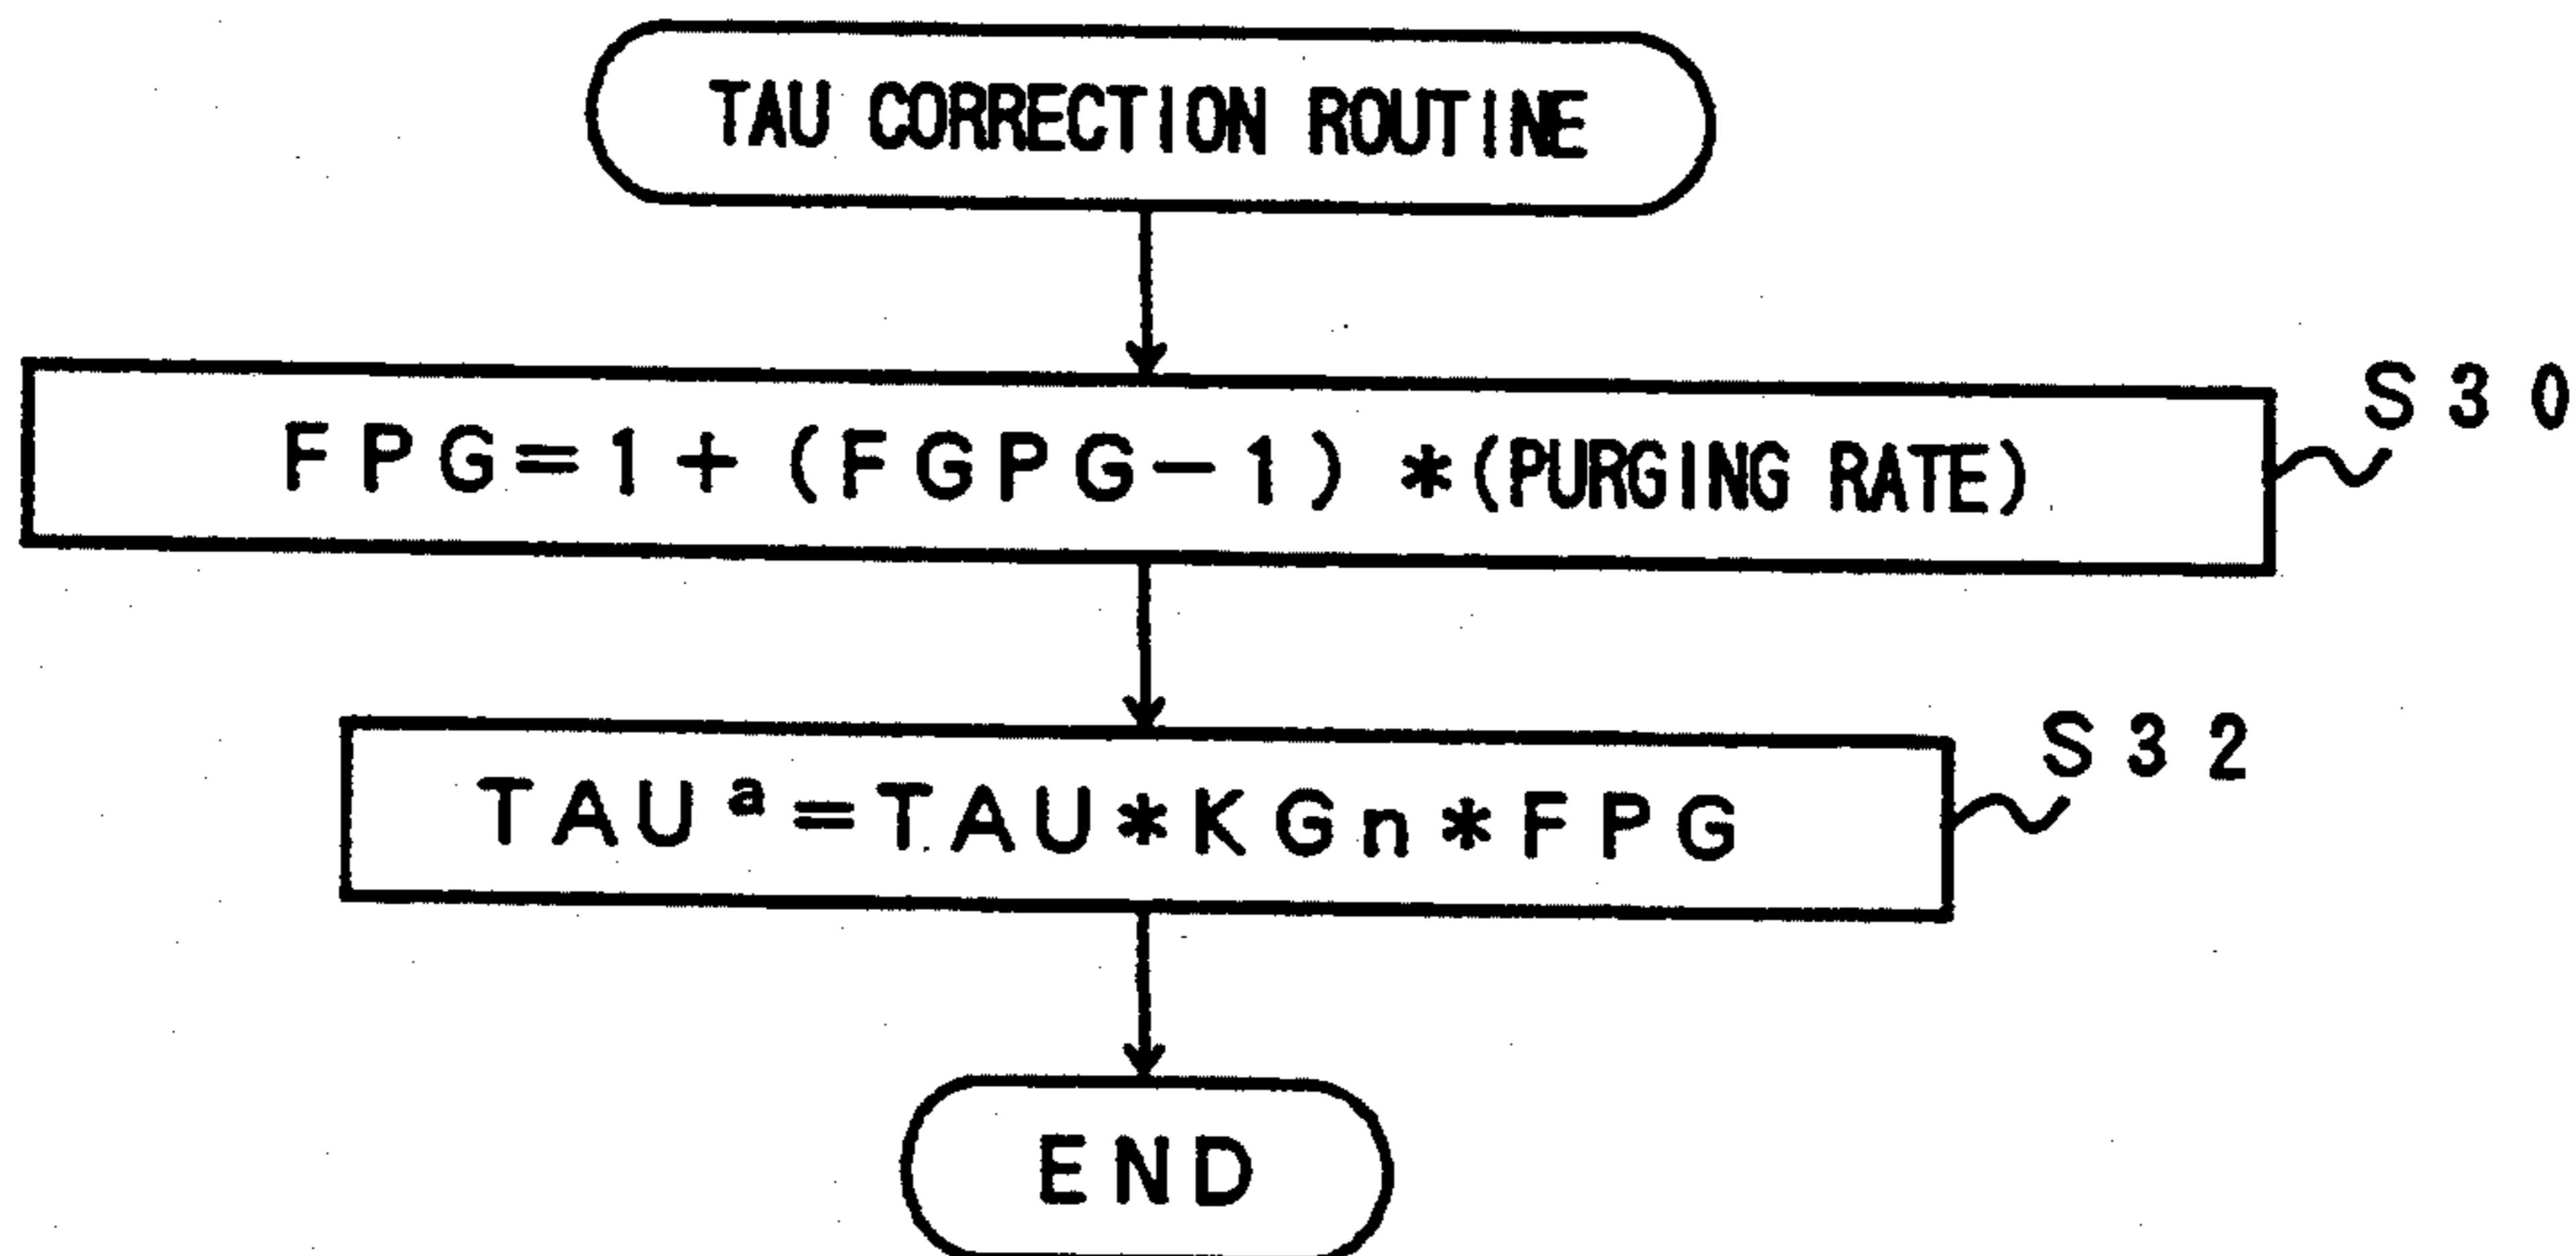 TAU CORRECTION ROUTINE
S30
FPG=1+(FGPG-1)*(PURGING RATE)
S32
TAUᵃ=TAU*KGn*FPG
END